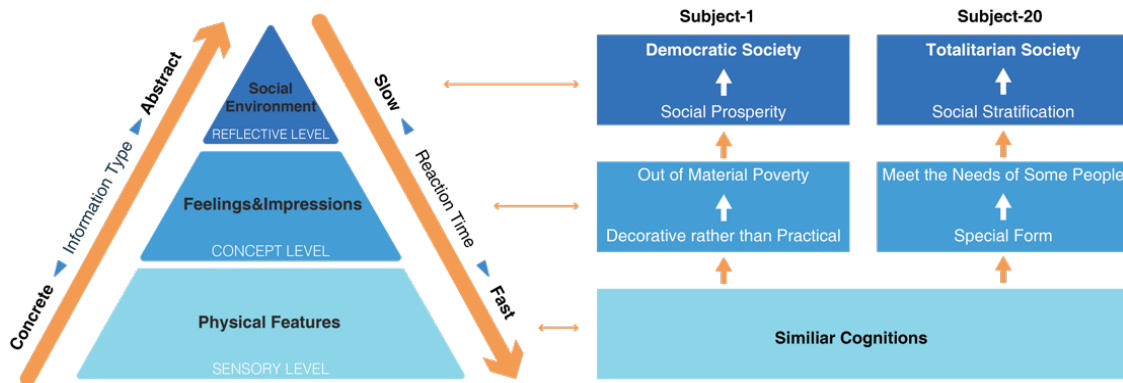 Subject-1
Subject-20
Abstract
Information Type
Concrete
Slow
Reaction Time
Fast
Social
Environment
REFLECTIVE LEVEL
Feelings&Impressions
CONCEPT LEVEL
Physical Features
SENSORY LEVEL
Democratic Society
Social Prosperity
Out of Material Poverty
Decorative rather than Practical
Totalitarian Society
Social Stratification
Meet the Needs of Some People
Special Form
Similiar Cognitions